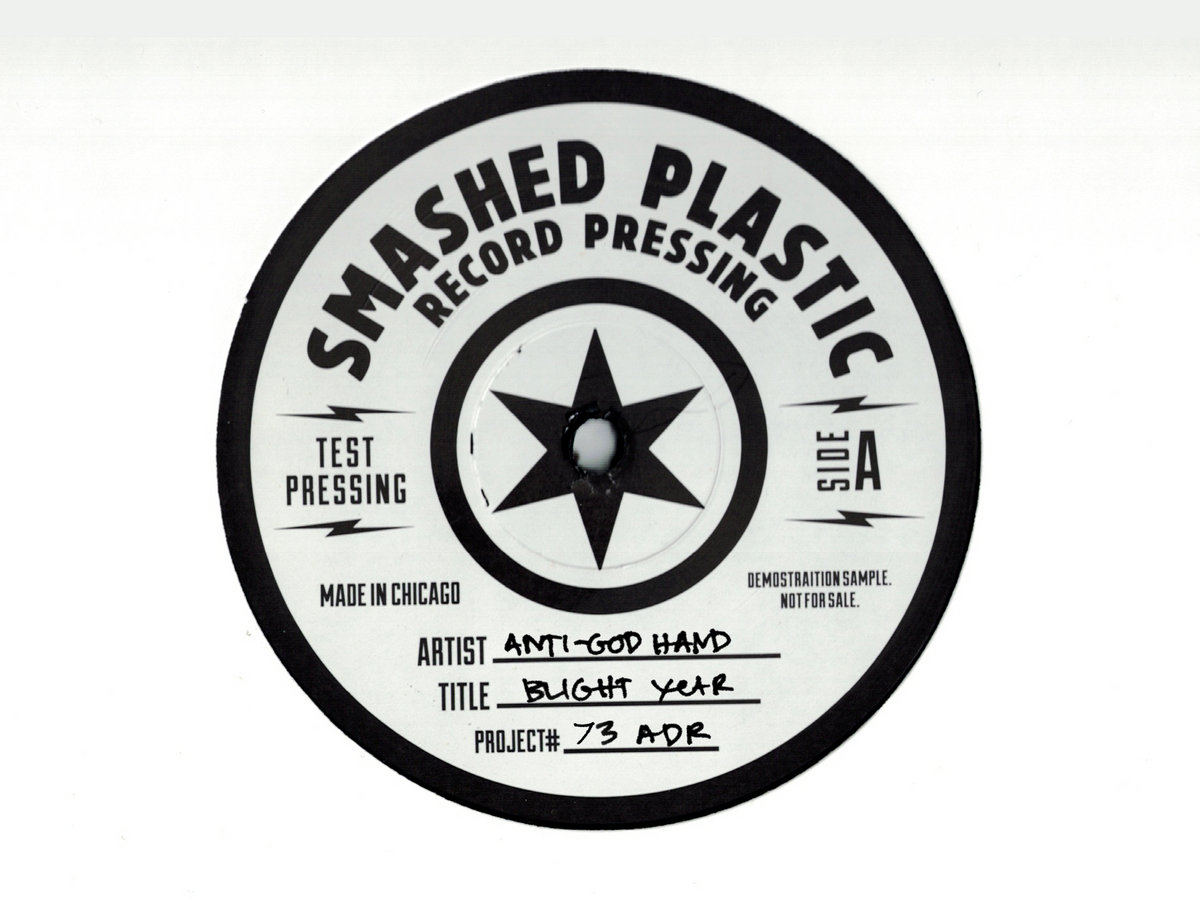 SMASHED PLASTIC
RECORD PRESSING
TEST
PRESSING
SIDE A
MADE IN CHICAGO
DEMOSTRAITION SAMPLE.
NOT FOR SALE.
ARTIST ANTI-GOD HAND
TITLE BLIGHT YEAR
PROJECT# 73 ADR